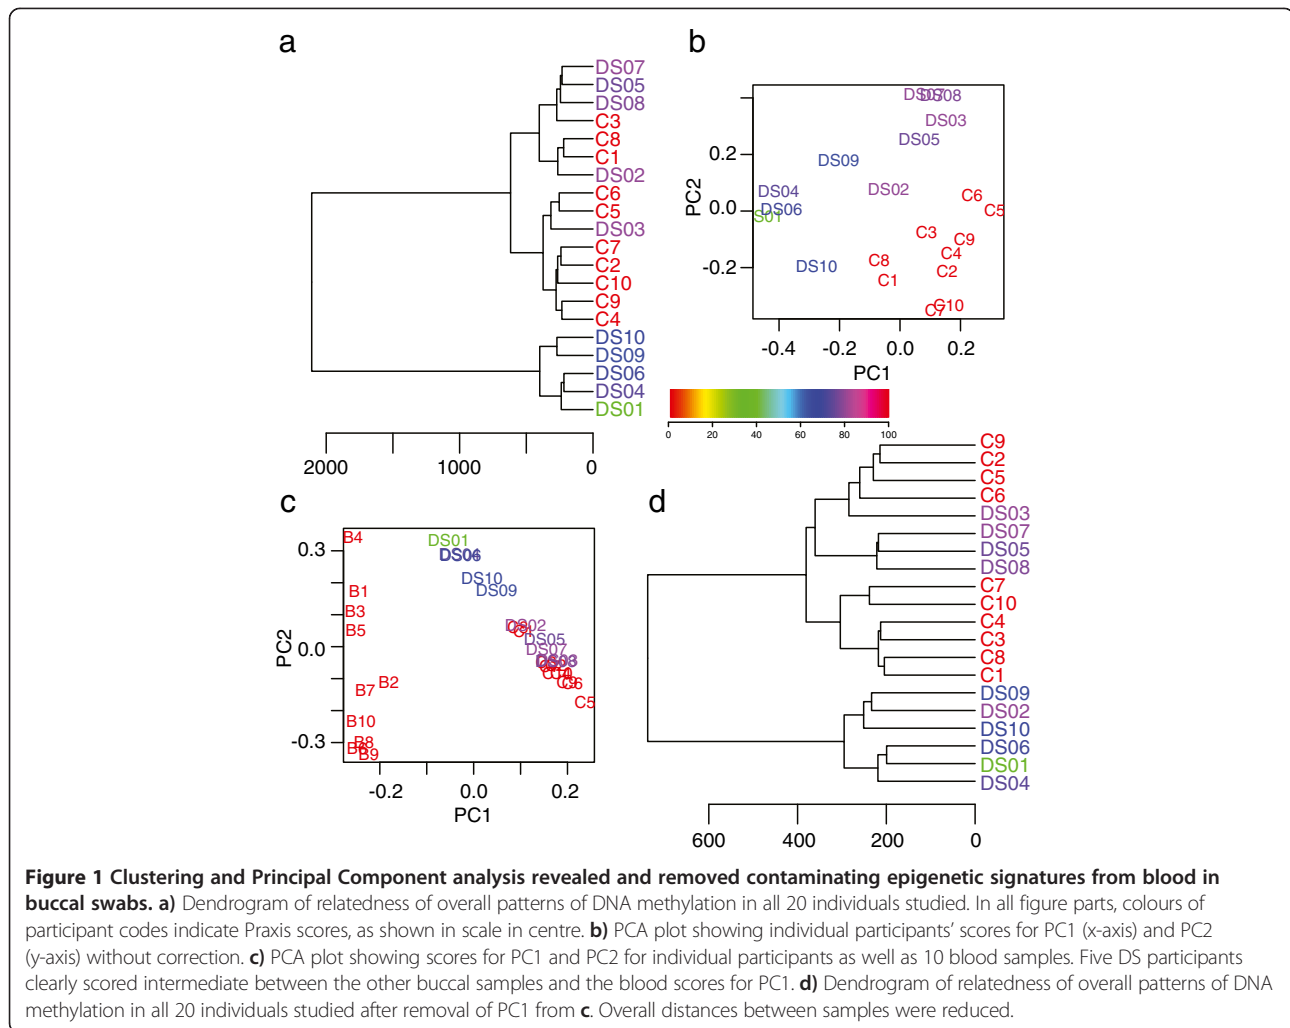 a
DS07
DS05
DS08
C3
C8
C1
DS02
C6
C5
DS03
C7
C2
C10
C9
C4
DS10
DS09
DS06
DS04
DS01
2000 1000 0
b
PC2
0.2
0.0
-0.2
DS07
DS08
DS03
DS05
DS09
DS04
DS02
DS06
S01
C6
C5
C3
C9
C4
C8
C2
DS10
C1
C10
C7
-0.4 -0.2 0.0 0.2
PC1
0 20 40 60 80 100
c
PC2
0.3
0.0
-0.3
B4
DS01
DS04
DS06
DS10
DS09
B1
B3
B5
DS02
DS05
DS07
B2
B7
C9
C6
C5
B10
B8
B6
B9
-0.2 0.0 0.2
PC1
d
C9
C2
C5
C6
DS03
DS07
DS05
DS08
C7
C10
C4
C3
C8
C1
DS09
DS02
DS10
DS06
DS01
DS04
600 400 200 0
Figure 1 Clustering and Principal Component analysis revealed and removed contaminating epigenetic signatures from blood in
buccal swabs. a) Dendrogram of relatedness of overall patterns of DNA methylation in all 20 individuals studied. In all figure parts, colours of
participant codes indicate Praxis scores, as shown in scale in centre. b) PCA plot showing individual participants' scores for PC1 (x-axis) and PC2
(y-axis) without correction. c) PCA plot showing scores for PC1 and PC2 for individual participants as well as 10 blood samples. Five DS participants
clearly scored intermediate between the other buccal samples and the blood scores for PC1. d) Dendrogram of relatedness of overall patterns of DNA
methylation in all 20 individuals studied after removal of PC1 from c. Overall distances between samples were reduced.